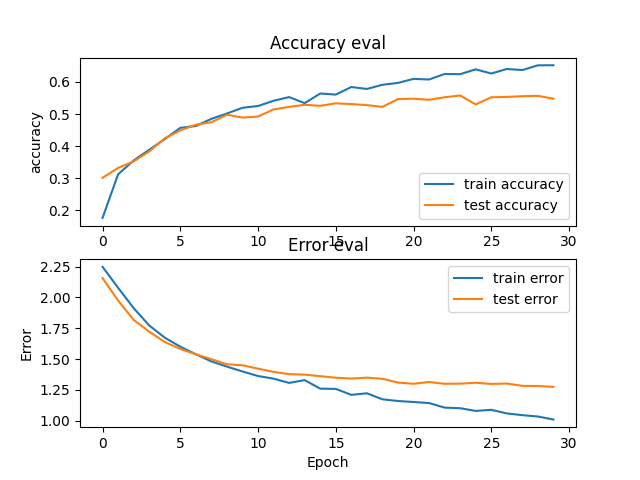 Accuracy eval
accuracy
0.6
0.5
0.4
0.3
0.2
train accuracy
test accuracy
0 5 10 15 20 25 30
Error eval
Error
2.25
2.00
1.75
1.50
1.25
1.00
train error
test error
0 5 10 15 20 25 30
Epoch